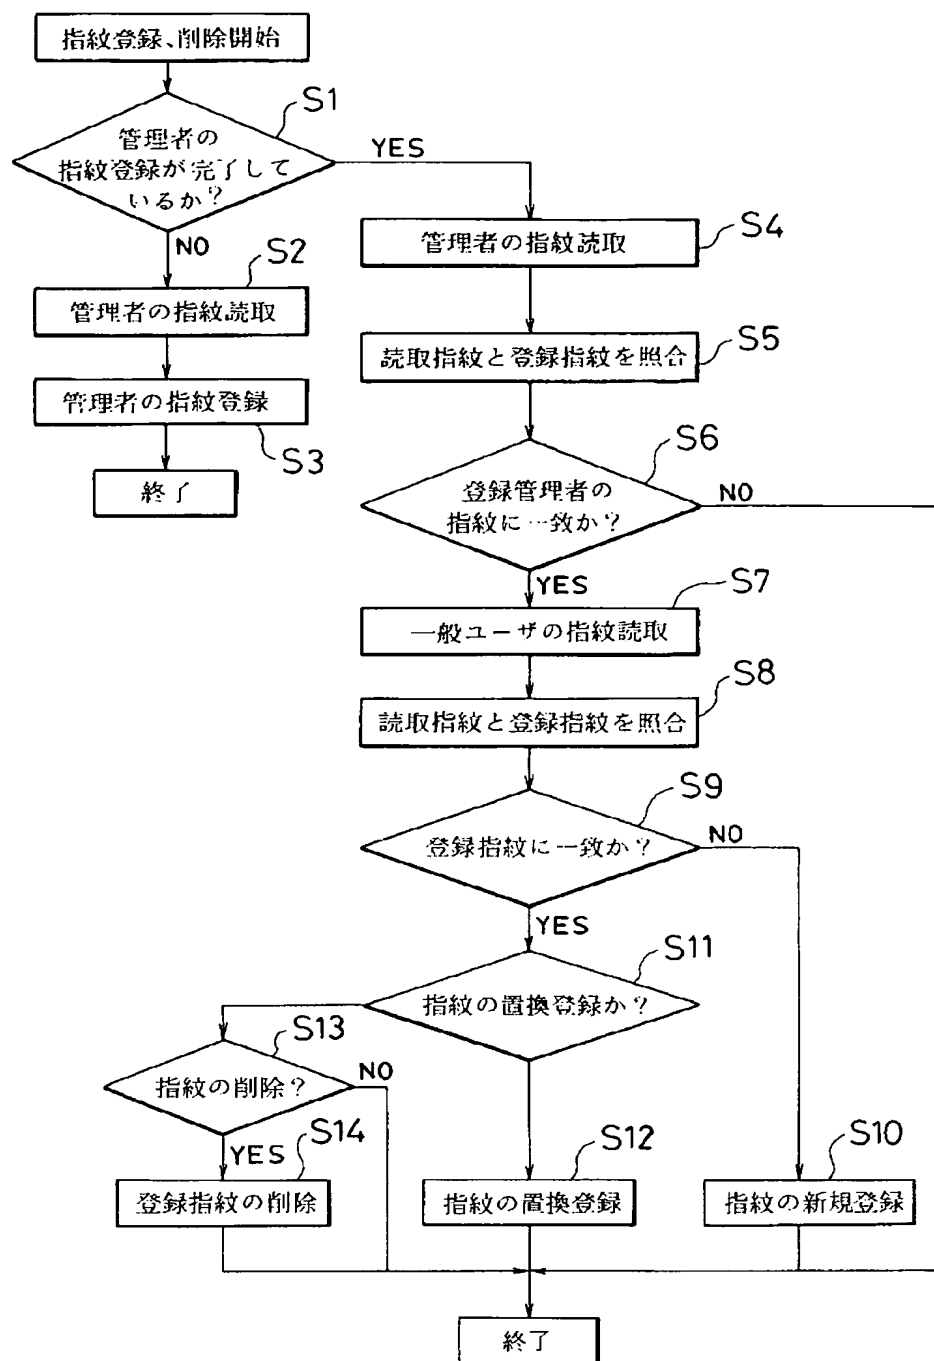 指紋登録、削除開始
S1
管理者の
指紋登録が完了して
いるか?
YES
NO
S2
管理者の指紋読取
管理者の指紋登録
S3
終了
S4
管理者の指紋読取
S5
読取指紋と登録指紋を照合
S6
登録管理者の
指紋に一致か?
NO
YES
S7
一般ユーザの指紋読取
S8
読取指紋と登録指紋を照合
S9
登録指紋に一致か?
NO
YES
S11
指紋の置換登録か?
S13
指紋の削除?
NO
YES
S14
登録指紋の削除
S12
指紋の置換登録
S10
指紋の新規登録
終了